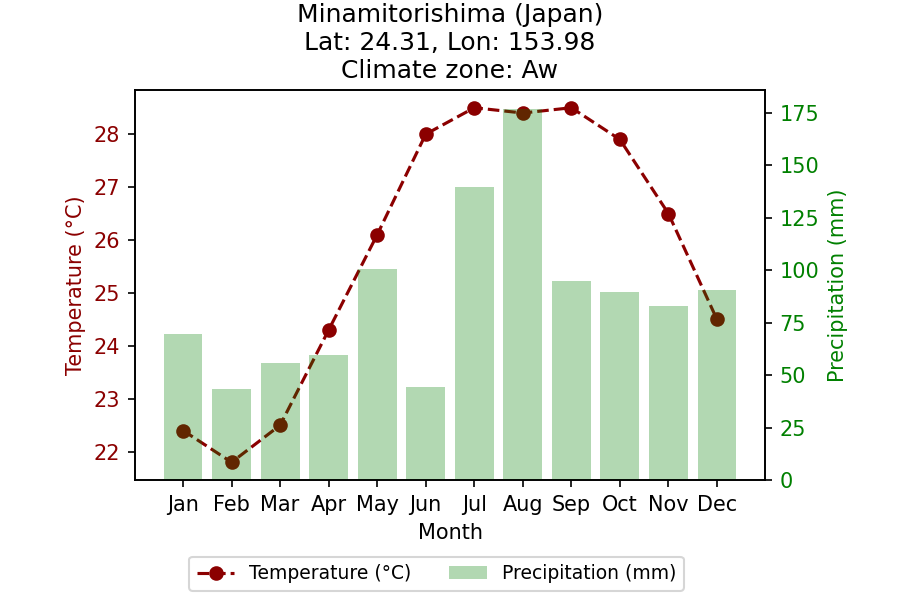 Minamitorishima (Japan)
Lat: 24.31, Lon: 153.98
Climate zone: Aw
28
27
26
25
24
23
22
Temperature (°C)
175
150
125
100
75
50
25
0
Precipitation (mm)
Jan Feb Mar Apr May Jun Jul Aug Sep Oct Nov Dec
Month
Temperature (°C) Precipitation (mm)